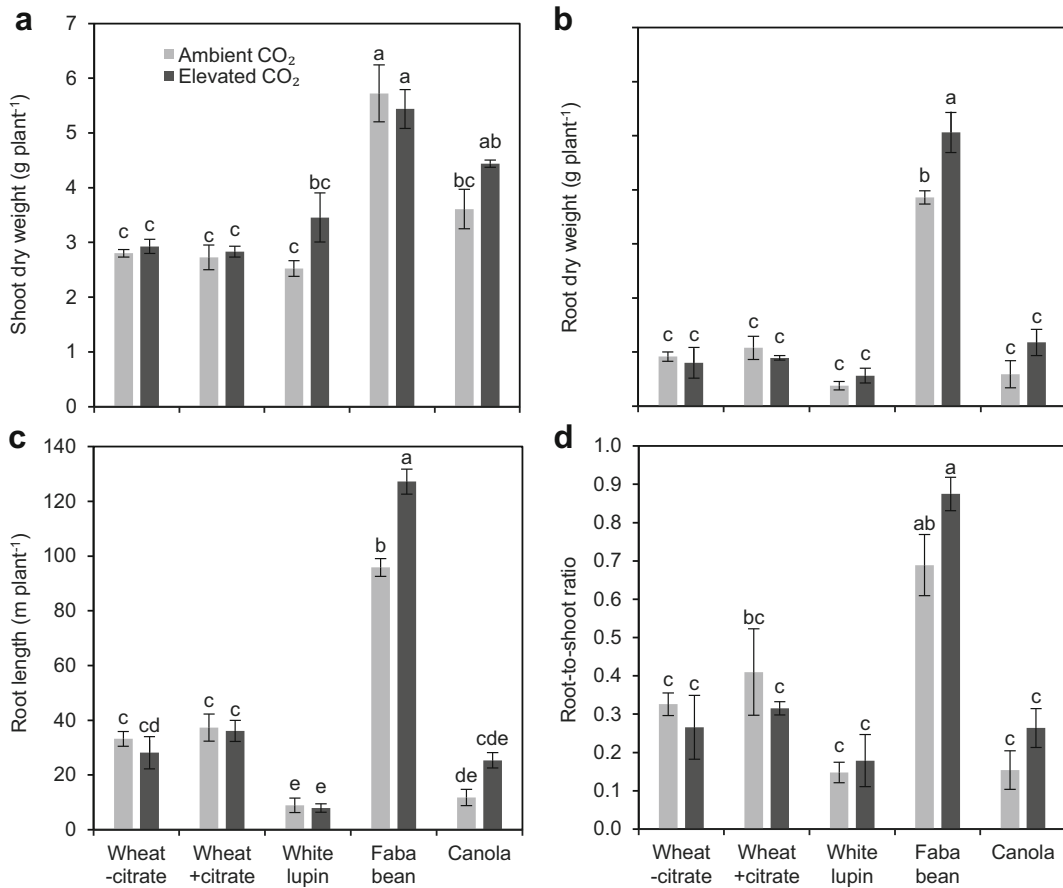 a
Shoot dry weight (g plant⁻¹)
7
6
5
4
3
2
1
0
Ambient CO₂
Elevated CO₂
c
c
c
c
c
bc
a
a
bc
ab
b
Root dry weight (g plant⁻¹)
c
c
c
c
c
c
b
a
c
c
c
Root length (m plant⁻¹)
140
120
100
80
60
40
20
0
c
cd
c
c
e
e
b
a
de
cde
Wheat
-citrate
Wheat
+citrate
White
lupin
Faba
bean
Canola
d
Root-to-shoot ratio
1.0
0.9
0.8
0.7
0.6
0.5
0.4
0.3
0.2
0.1
0.0
c
c
bc
c
c
c
ab
a
c
c
Wheat
-citrate
Wheat
+citrate
White
lupin
Faba
bean
Canola